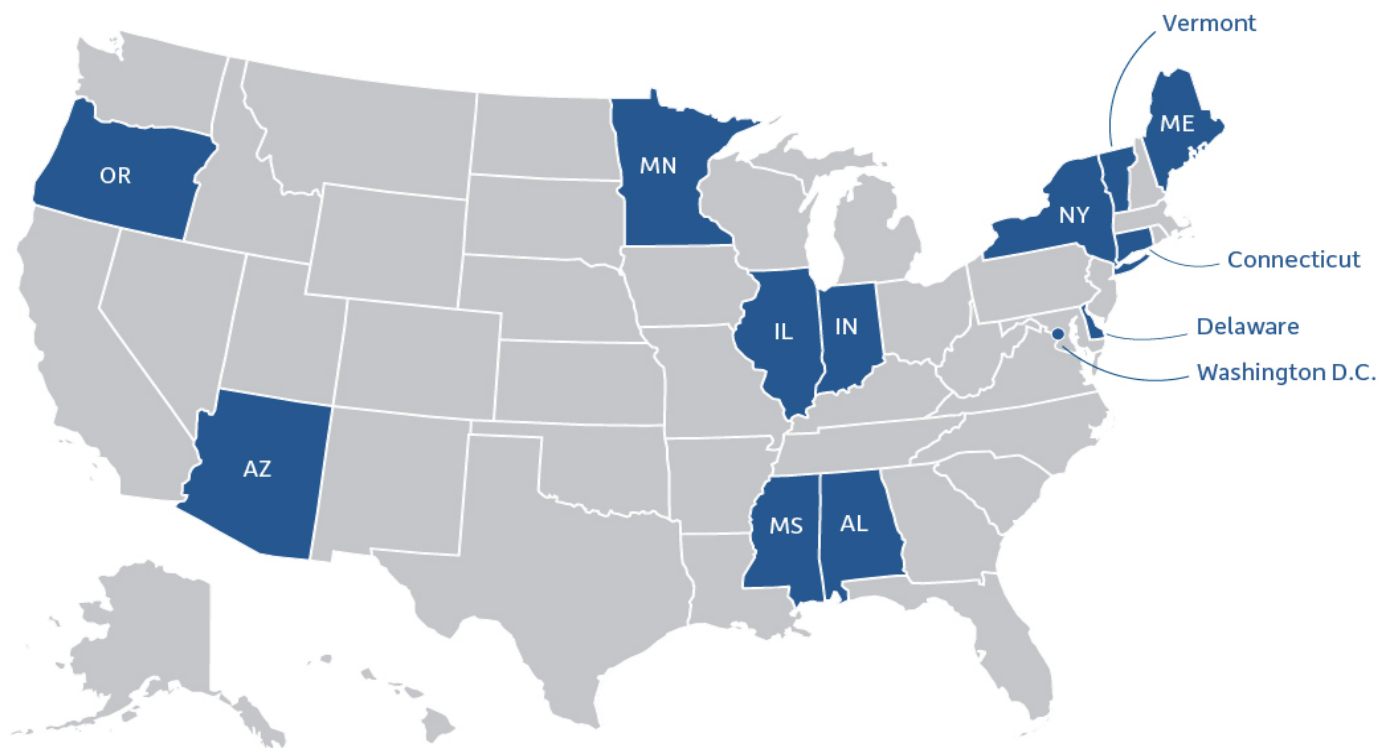 Vermont
ME
OR
MN
NY
Connecticut
IL
IN
Delaware
Washington D.C.
AZ
MS
AL